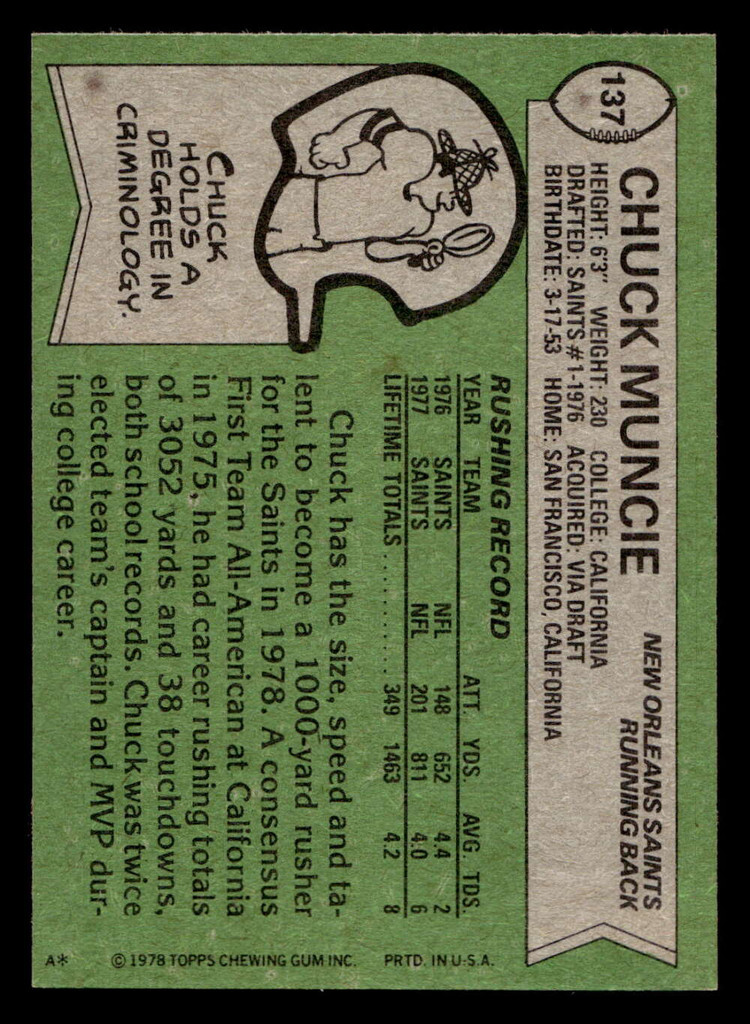 137
CHUCK MUNCIE
NEW ORLEANS SAINTS
RUNNING BACK
HEIGHT: 6'3" WEIGHT: 230 COLLEGE: CALIFORNIA
DRAFTED: SAINTS #1-1976 ACQUIRED: VIA DRAFT
BIRTHDATE: 3-17-53 HOME: SAN FRANCISCO, CALIFORNIA
CHUCK
HOLDS A
DEGREE IN
CRIMINOLOGY.
RUSHING RECORD
YEAR TEAM ATT. YDS. AVG. TDS.
1976 SAINTS NFL 148 652 4.4 2
1977 SAINTS NFL 201 811 4.0 6
LIFETIME TOTALS ........... 349 1463 4.2 8
Chuck has the size, speed and ta-
lent to become a 1000-yard rusher
for the Saints in 1978. A consensus
First Team All-American at California
in 1975, he had career rushing totals
of 3052 yards and 38 touchdowns,
both school records. Chuck was twice
elected team's captain and MVP dur-
ing college career.
A* © 1978 TOPPS CHEWING GUM INC. PRTD. IN U.S.A.